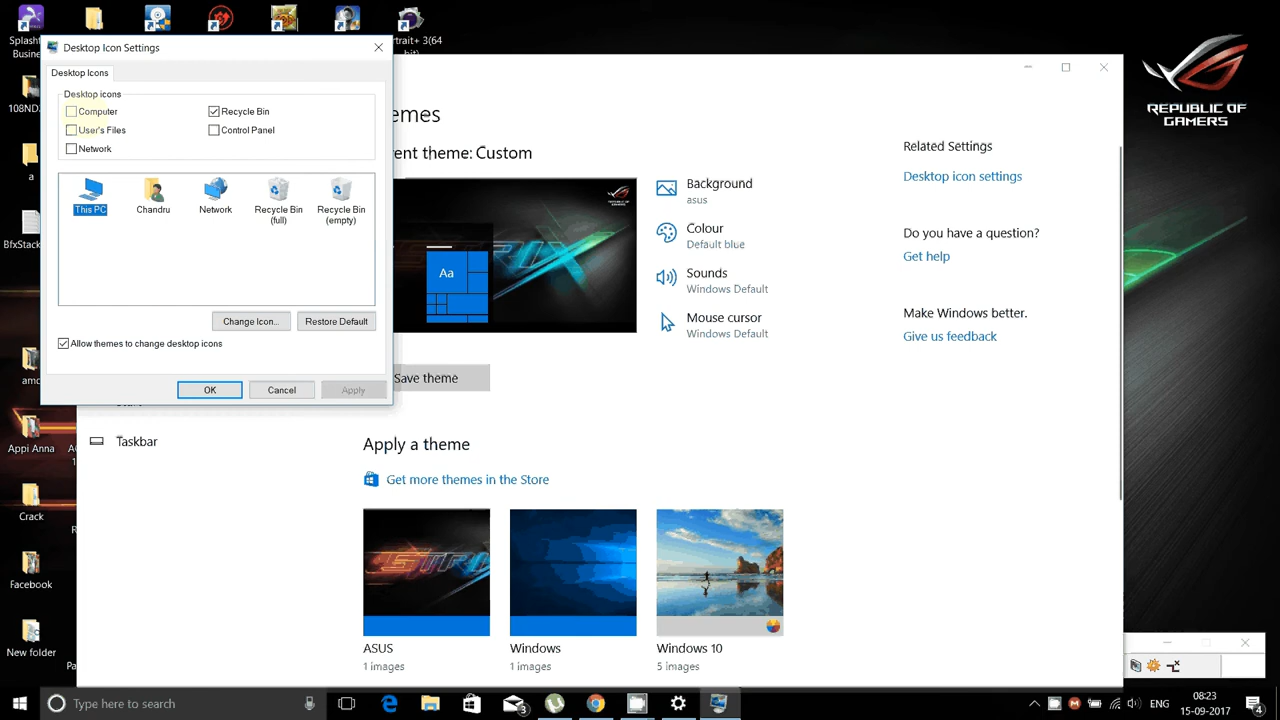 Splash
Busine
trait+ 3(64
bit)
108ND
a
BfxStack
amd
Appi Anna
Crack
Facebook
New folder
Desktop Icon Settings
Desktop Icons
Desktop icons
Computer
Recycle Bin
User's Files
Control Panel
Network
This PC
Chandru
Network
Recycle Bin
(full)
Recycle Bin
(empty)
Change Icon...
Restore Default
Allow themes to change desktop icons
OK
Cancel
Apply
emes
ent theme: Custom
Aa
Background
asus
Colour
Default blue
Sounds
Windows Default
Mouse cursor
Windows Default
Save theme
Taskbar
Apply a theme
Get more themes in the Store
ASUS
1 images
Windows
1 images
Windows 10
5 images
Related Settings
Desktop icon settings
Do you have a question?
Get help
Make Windows better.
Give us feedback
REPUBLIC OF
GAMERS
Type here to search
3
ENG
08:23
15-09-2017
4